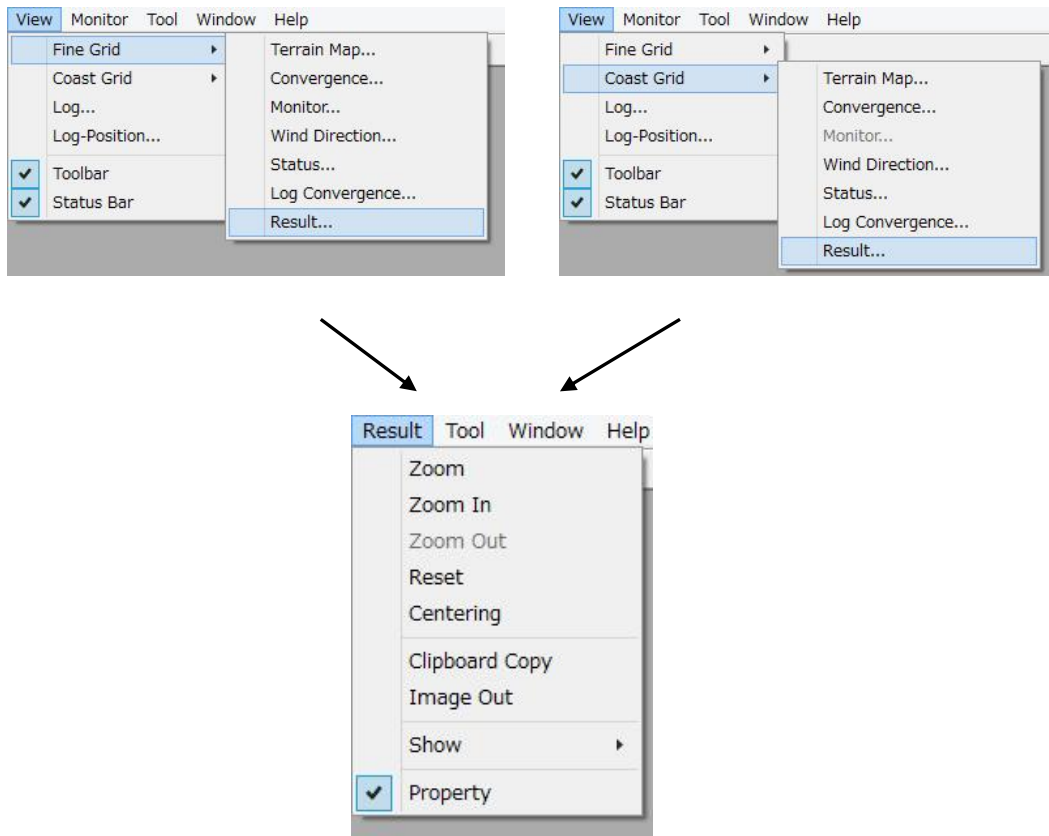 View Monitor Tool Window Help
Fine Grid
Coast Grid
Log...
Log-Position...
Toolbar
Status Bar
Terrain Map...
Convergence...
Monitor...
Wind Direction...
Status...
Log Convergence...
Result...
View Monitor Tool Window Help
Fine Grid
Coast Grid
Log...
Log-Position...
Toolbar
Status Bar
Terrain Map...
Convergence...
Monitor...
Wind Direction...
Status...
Log Convergence...
Result...
Result Tool Window Help
Zoom
Zoom In
Zoom Out
Reset
Centering
Clipboard Copy
Image Out
Show
Property